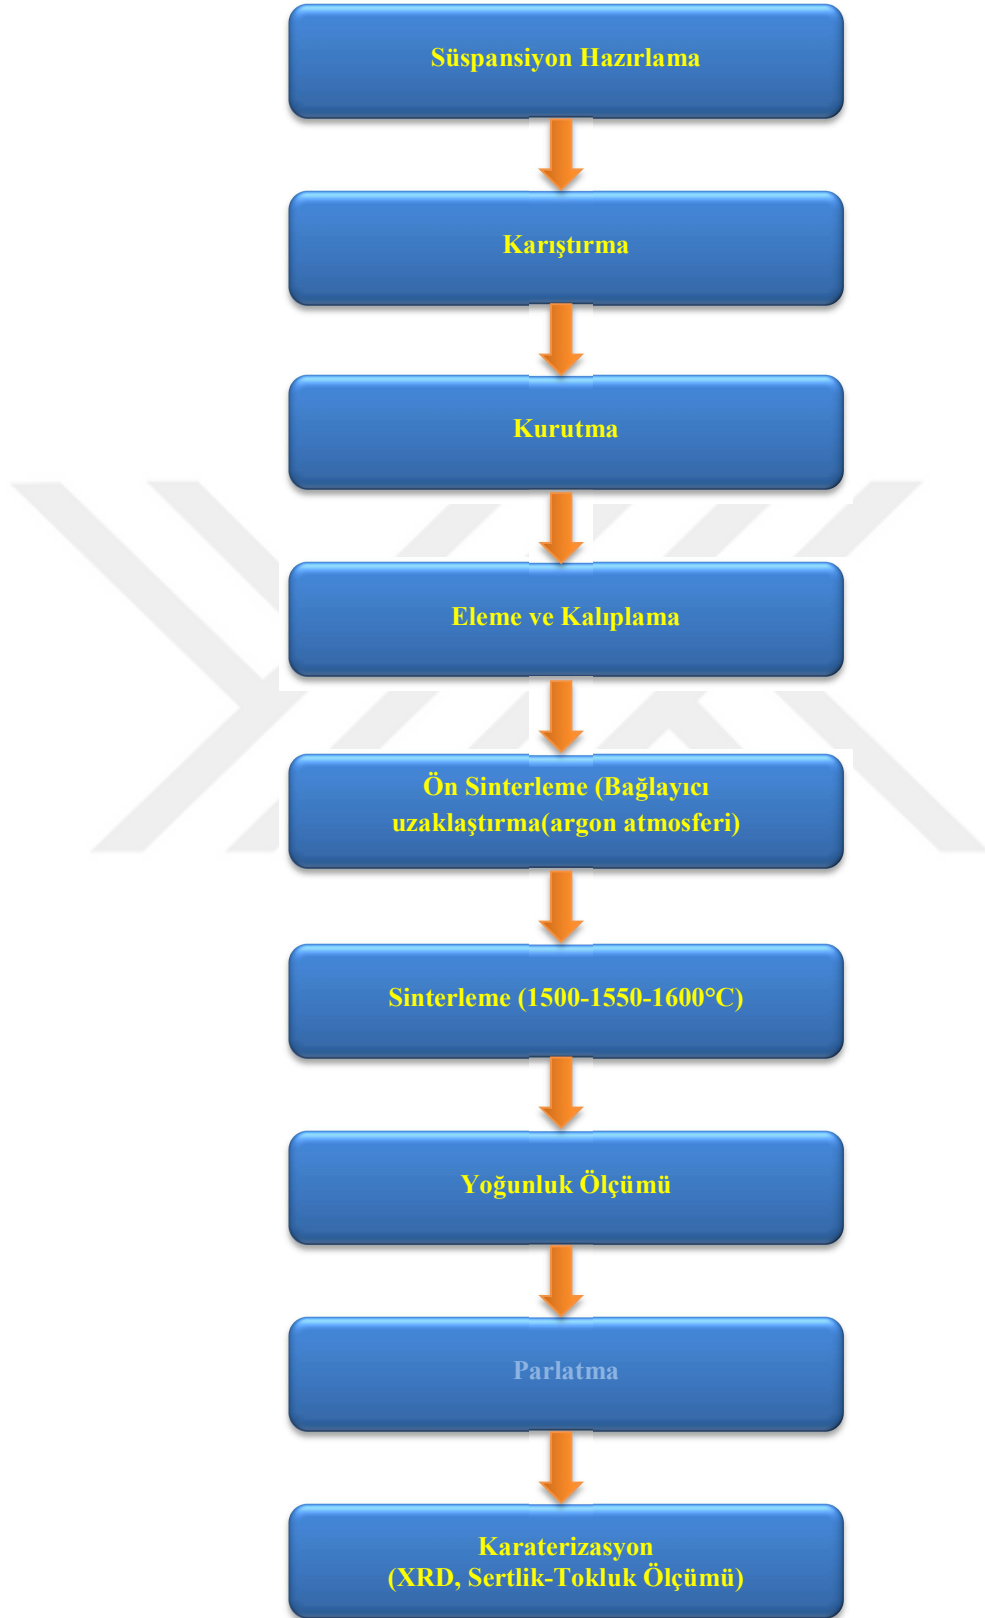 Süspansiyon Hazırlama
Karıştırma
Kurutma
Eleme ve Kalıplama
Ön Sinterleme (Bağlayıcı
uzaklaştırma(argon atmosferi)
Sinterleme (1500-1550-1600°C)
Yoğunluk Ölçümü
Parlatma
Karaterizasyon
(XRD, Sertlik-Tokluk Ölçümü)